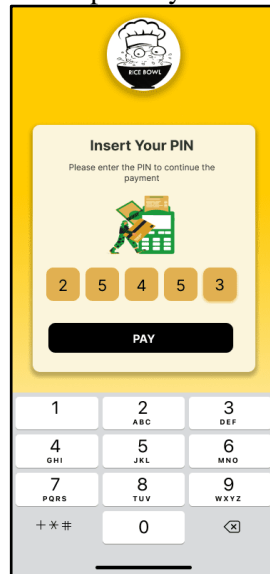 RICE BOWL
Insert Your PIN
Please enter the PIN to continue the
payment
2 5 4 5 3
PAY
1 2 3
ABC DEF
4 5 6
GHI JKL MNO
7 8 9
PQRS TUV WXYZ
+*# 0